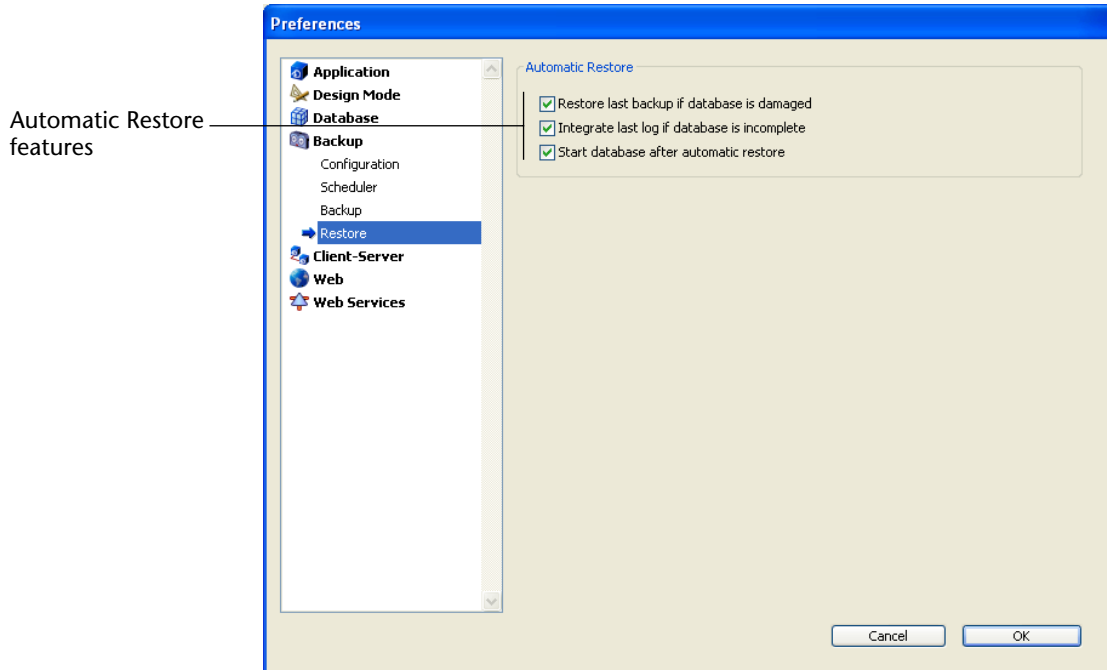 Preferences
Automatic Restore
features
Application
Design Mode
Database
Backup
Configuration
Scheduler
Backup
Restore
Client-Server
Web
Web Services
Automatic Restore
Restore last backup if database is damaged
Integrate last log if database is incomplete
Start database after automatic restore
Cancel
OK